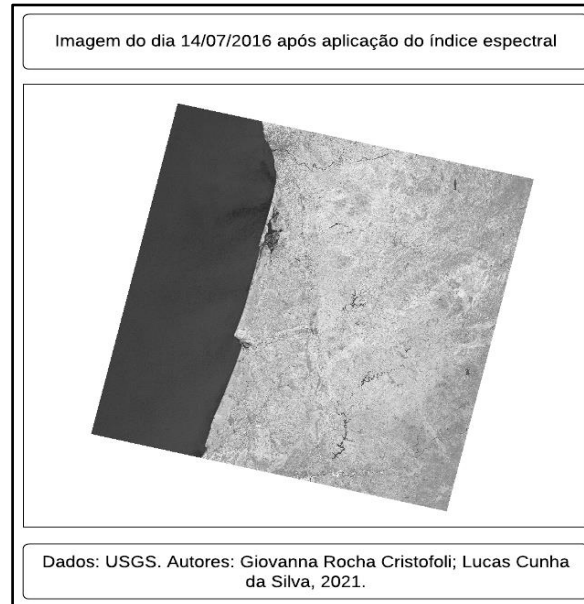 Imagem do dia 14/07/2016 após aplicação do índice espectral
Dados: USGS. Autores: Giovanna Rocha Cristofoli; Lucas Cunha
da Silva, 2021.